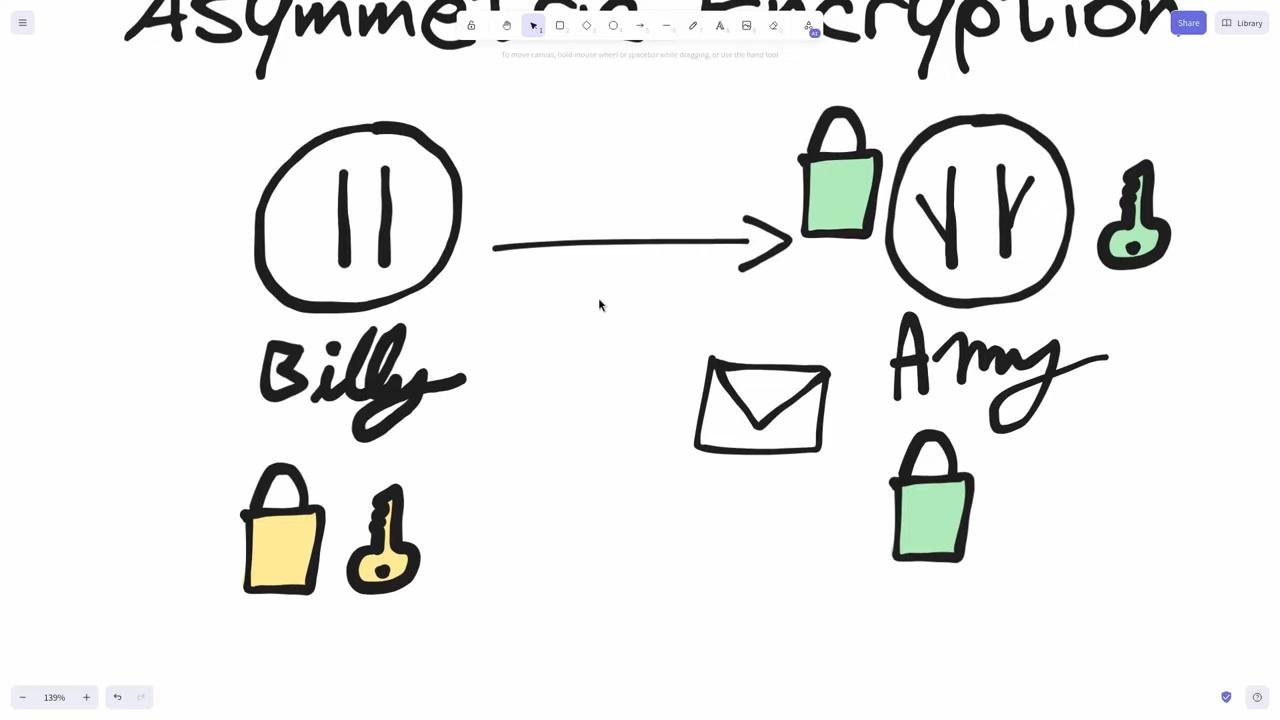 Asymmetric Encryption
Share
Library
To move canvas, hold mouse wheel or spacebar while dragging, or use the hand tool
AI
Billy
Amy
139%